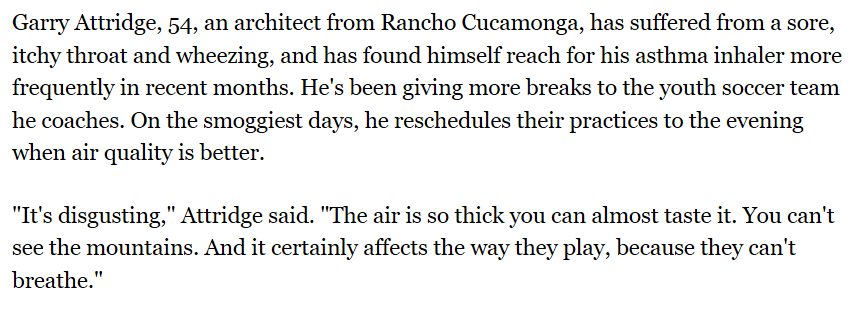 Garry Attridge, 54, an architect from Rancho Cucamonga, has suffered from a sore,
itchy throat and wheezing, and has found himself reach for his asthma inhaler more
frequently in recent months. He's been giving more breaks to the youth soccer team
he coaches. On the smoggiest days, he reschedules their practices to the evening
when air quality is better.
"It's disgusting," Attridge said. "The air is so thick you can almost taste it. You can't
see the mountains. And it certainly affects the way they play, because they can't
breathe."